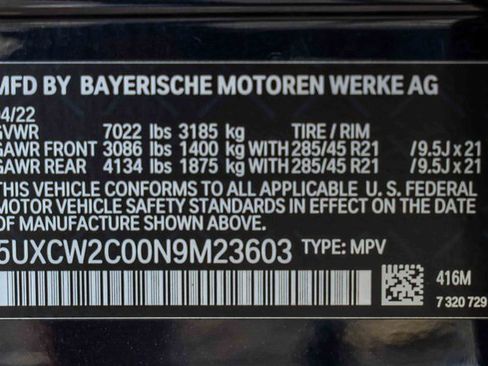 MFD BY BAYERISCHE MOTOREN WERKE AG
04/22
GVWR 7022 lbs 3185 kg TIRE / RIM
GAWR FRONT 3086 lbs 1400 kg WITH 285/45 R21 /9.5J x 21
GAWR REAR 4134 lbs 1875 kg WITH 285/45 R21 /9.5J x 21
THIS VEHICLE CONFORMS TO ALL APPLICABLE U. S. FEDERAL
MOTOR VEHICLE SAFETY STANDARDS IN EFFECT ON THE DATE
OF MANUFACTURE SHOWN ABOVE.
5UXCW2C00N9M23603 TYPE: MPV
416M
7 320 729